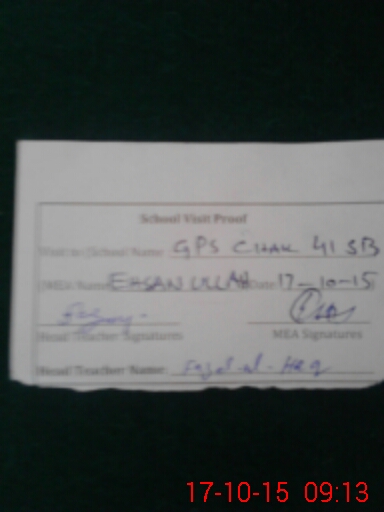 School Visit Proof
Visit to (School Name) GPS CHAK 41 SB
(MEA) Name EHSAN ULLAH Date 17-10-15
Head Teacher Signatures MEA Signatures
Head Teacher Name: Fazal-ul-Haq
17-10-15 09:13